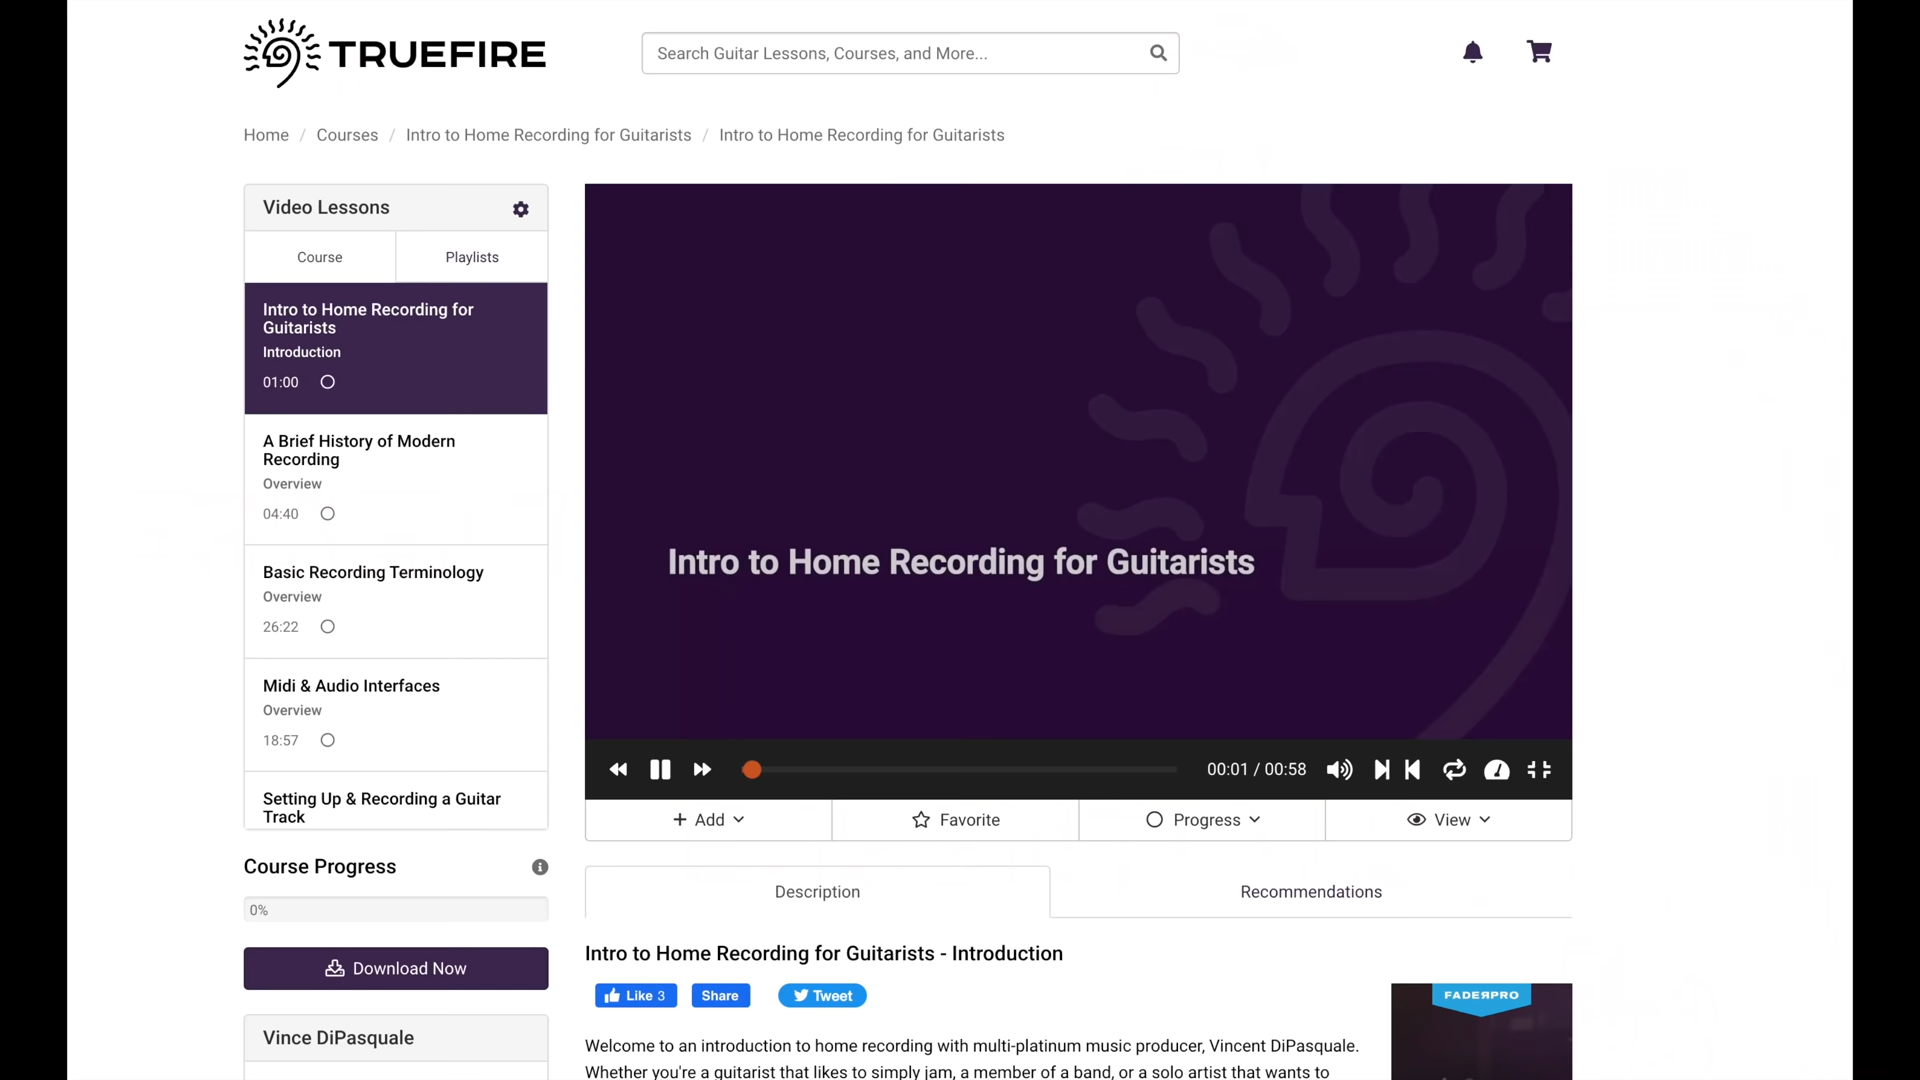 TRUEFIRE
Search Guitar Lessons, Courses, and More...
Home / Courses / Intro to Home Recording for Guitarists / Intro to Home Recording for Guitarists
Video Lessons
Course
Playlists
Intro to Home Recording for
Guitarists
Introduction
01:00
A Brief History of Modern
Recording
Overview
04:40
Basic Recording Terminology
Overview
26:22
Midi & Audio Interfaces
Overview
18:57
Setting Up & Recording a Guitar
Track
Course Progress
0%
Download Now
Vince DiPasquale
Intro to Home Recording for Guitarists
00:01 / 00:58
+ Add
Favorite
Progress
View
Description
Recommendations
Intro to Home Recording for Guitarists - Introduction
Like 3
Share
Tweet
FADERPRO
Welcome to an introduction to home recording with multi-platinum music producer, Vincent DiPasquale.
Whether you're a guitarist that likes to simply jam, a member of a band, or a solo artist that wants to